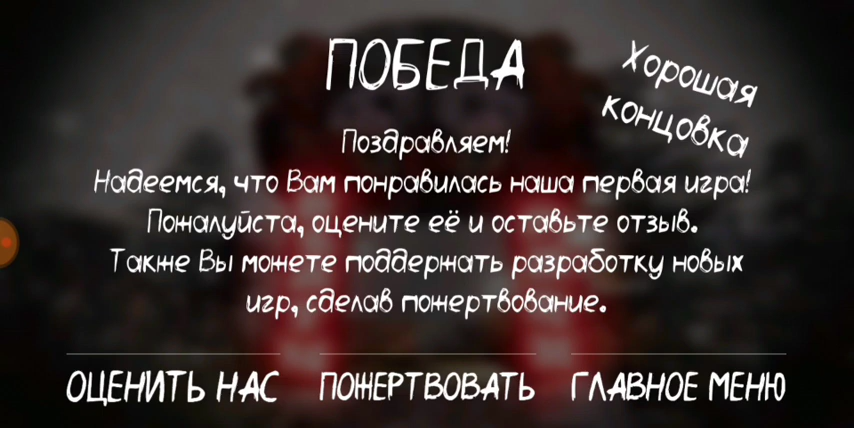 ПОБЕДА
Хорошая
концовка
Поздравляем!
Надеемся, что Вам понравилась наша первая игра!
Пожалуйста, оцените её и оставьте отзыв.
Также Вы можете поддержать разработку новых
игр, сделав пожертвование.
ОЦЕНИТЬ НАС
ПОЖЕРТВОВАТЬ
ГЛАВНОЕ МЕНЮ